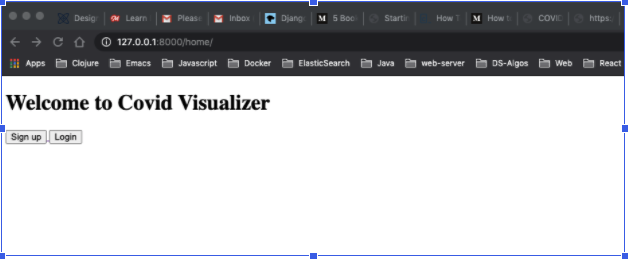 Design Learn Please Inbox Djang M 5 Boo Startin How T M How t COVID https:
127.0.0.1:8000/home/
Apps Clojure Emacs Javascript Docker ElasticSearch Java web-server DS-Algos Web React
Welcome to Covid Visualizer
Sign up Login